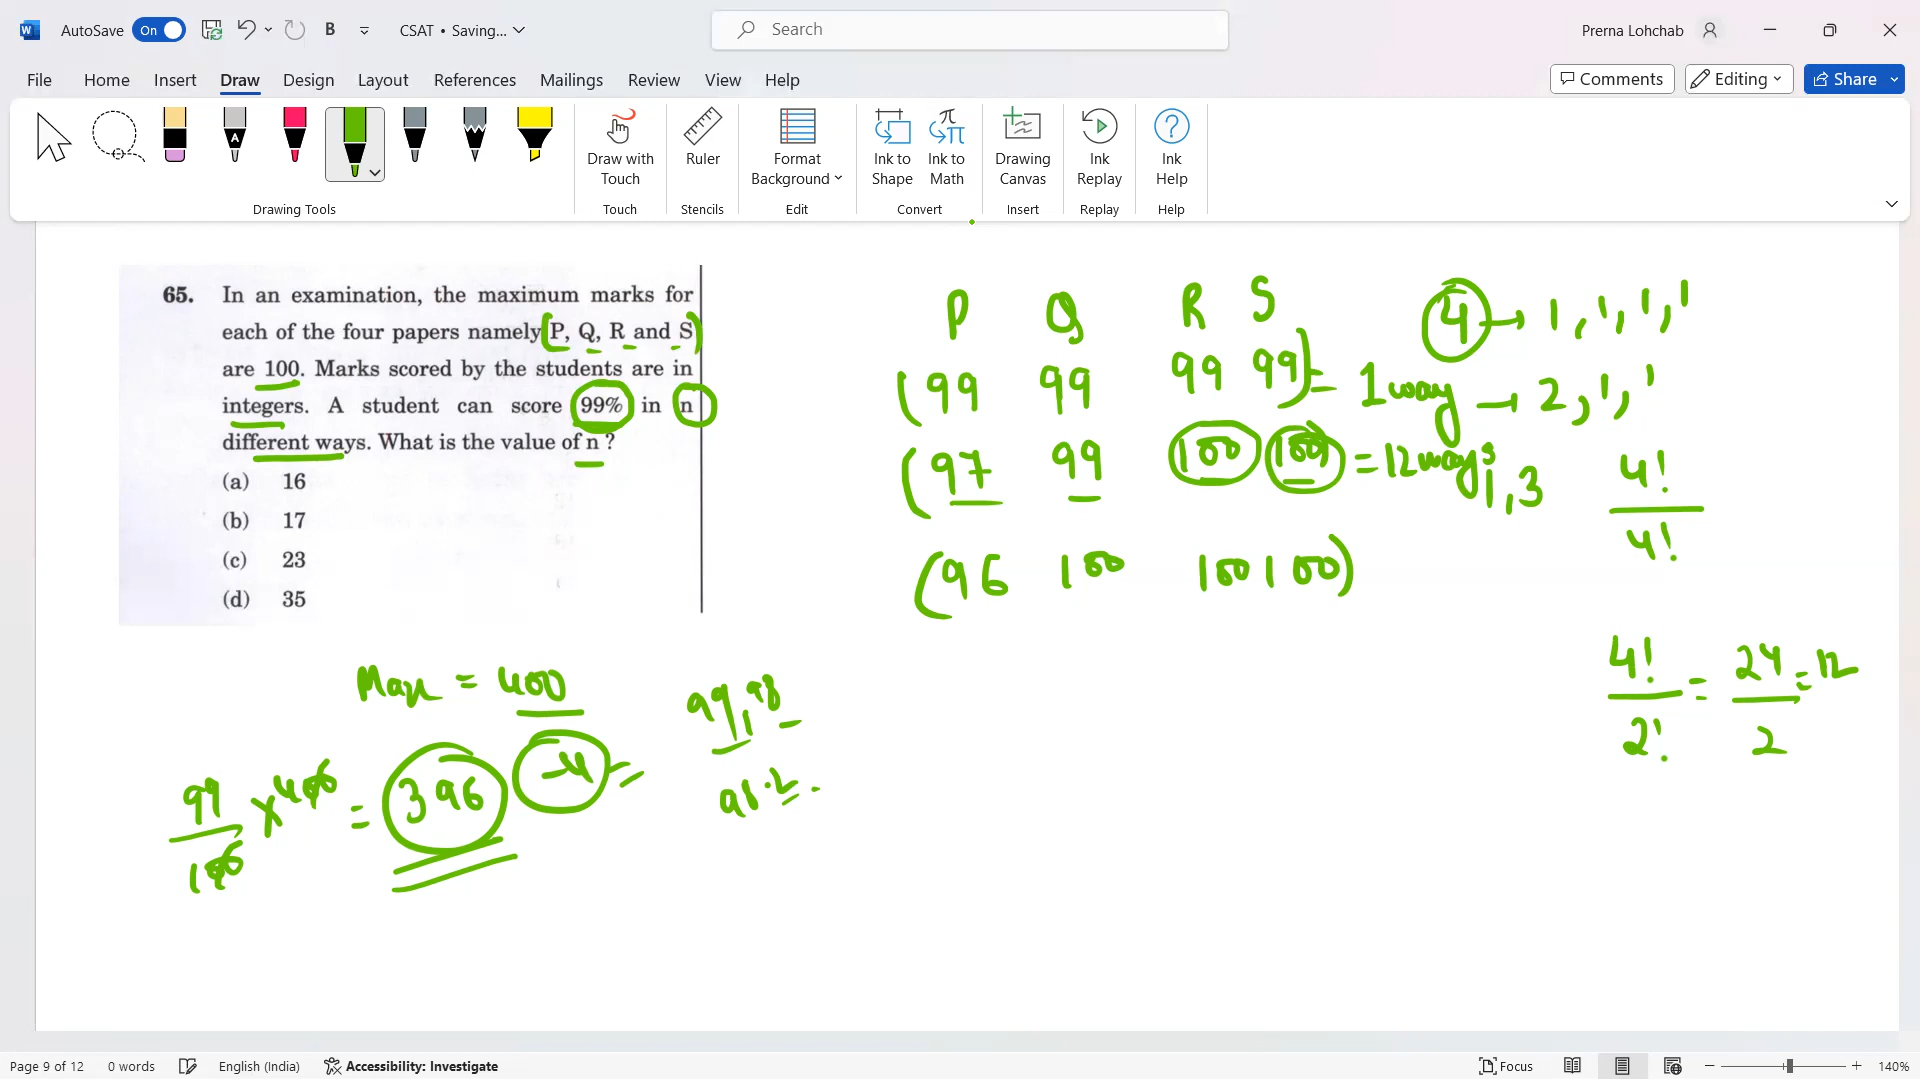 AutoSave On B CSAT • Saving... Search Prerna Lohchab
File Home Insert Draw Design Layout References Mailings Review View Help Comments Editing Share
Draw with Touch
Ruler
Format Background
Ink to Shape
Ink to Math
Drawing Canvas
Ink Replay
Ink Help
Drawing Tools Touch Stencils Edit Convert Insert Replay Help
65. In an examination, the maximum marks for
each of the four papers namely P, Q, R and S
are 100. Marks scored by the students are in
integers. A student can score 99% in n
different ways. What is the value of n ?
(a) 16
(b) 17
(c) 23
(d) 35
P Q R S
(99 99 99 99) = 1 way
(97 99 100 100) = 12 ways
(96 100 100 100)
4 → 1, 1, 1, 1
→ 2, 1, 1
1, 3
4!
4!
4! = 24 = 12
2! 2
Max = 400
99 x 400 = 396 -4 =
100
99, 98
98.2
Page 9 of 12 0 words English (India) Accessibility: Investigate Focus 140%